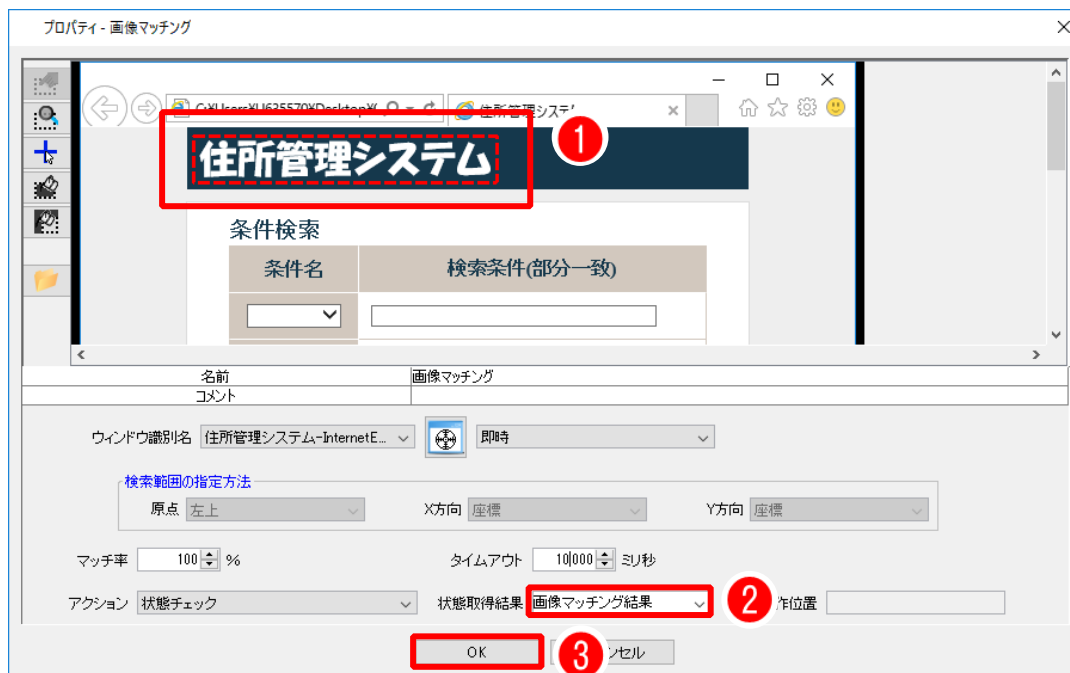 プロパティ - 画像マッチング
住所管理システム
1
住所管理システム
条件検索
条件名 検索条件(部分一致)
名前 画像マッチング
コメント
ウィンドウ識別名 住所管理システム-InternetE... 即時
検索範囲の指定方法
原点 左上 X方向 座標 Y方向 座標
マッチ率 100 % タイムアウト 10000 ミリ秒
アクション 状態チェック 状態取得結果 画像マッチング結果 2 作位置
OK 3 ンセル